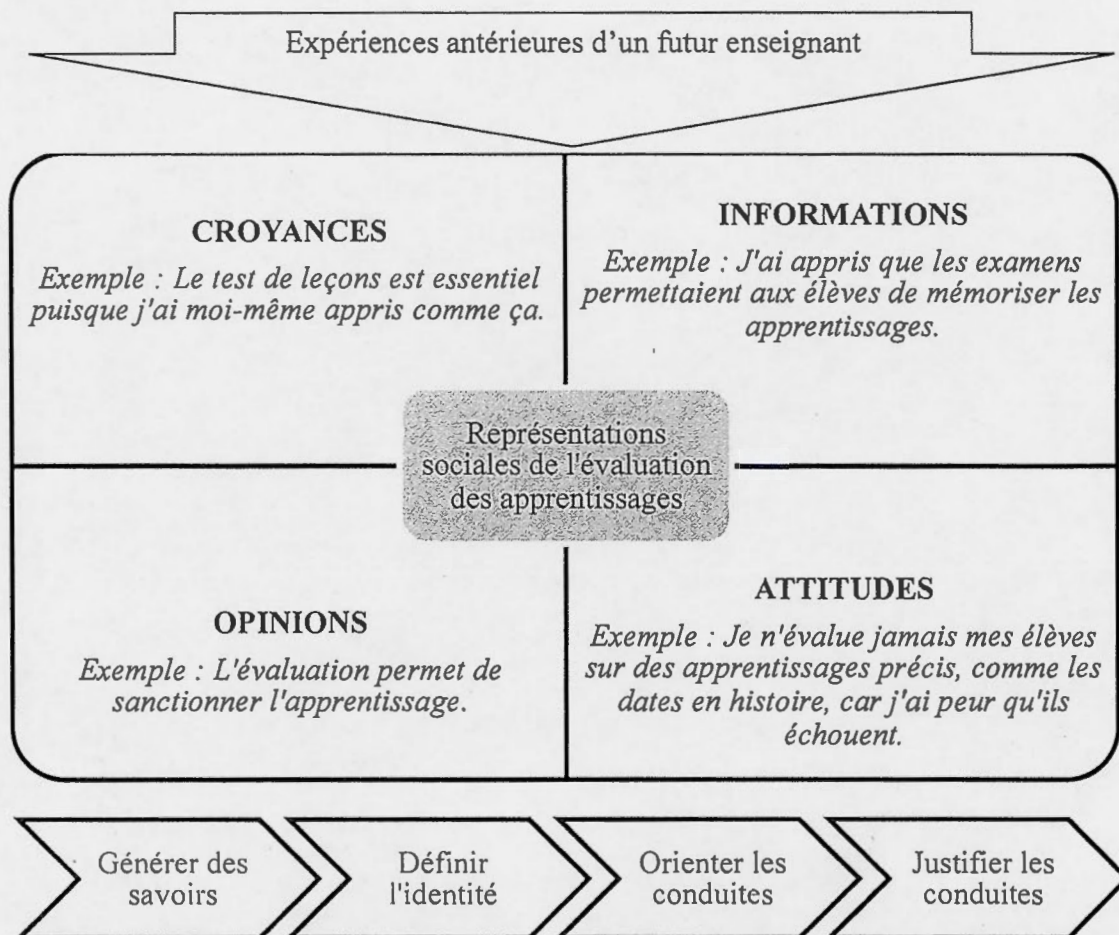 Expériences antérieures d'un futur enseignant
CROYANCES
Exemple : Le test de leçons est essentiel
puisque j'ai moi-même appris comme ça.
INFORMATIONS
Exemple : J'ai appris que les examens
permettaient aux élèves de mémoriser les
apprentissages.
Représentations
sociales de l'évaluation
des apprentissages
OPINIONS
Exemple : L'évaluation permet de
sanctionner l'apprentissage.
ATTITUDES
Exemple : Je n'évalue jamais mes élèves
sur des apprentissages précis, comme les
dates en histoire, car j'ai peur qu'ils
échouent.
Générer des
savoirs
Définir
l'identité
Orienter les
conduites
Justifier les
conduites